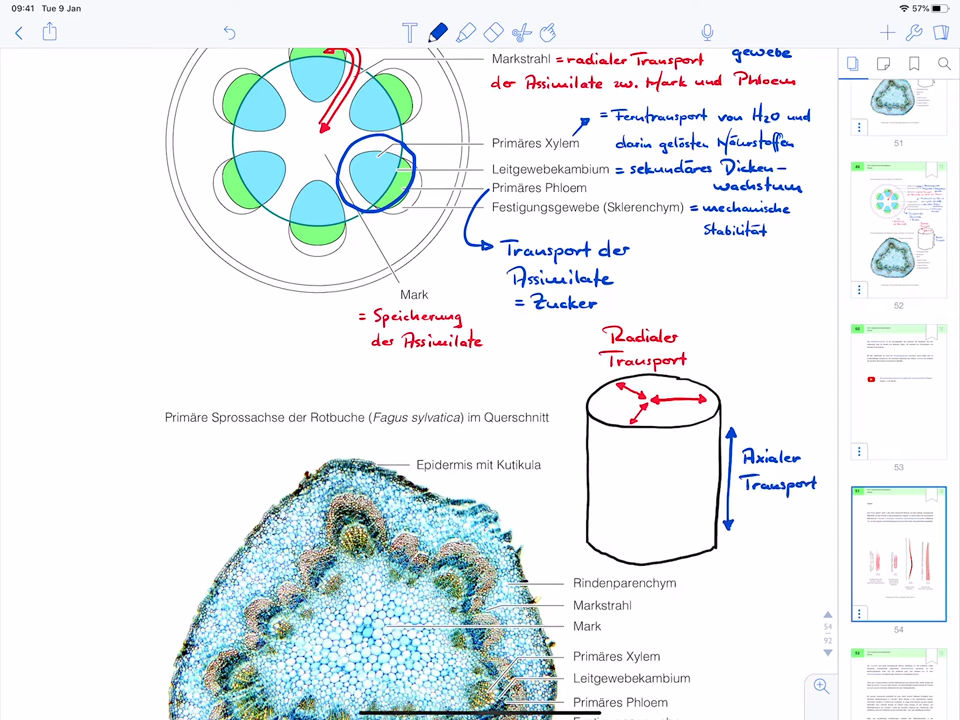 09:41 Tue 9 Jan
57%
T
gewebe
Markstrahl = radialer Transport
der Assimilate zw. Mark und Phloem
= Ferntransport von H2O und
Primäres Xylem
darin gelösten Nährstoffen
Leitgewebekambium = sekundäres Dicken-
wachstum
Primäres Phloem
Festigungsgewebe (Sklerenchym) = mechanische
Stabilität
Transport der
Assimilate
= Zucker
Mark
= Speicherung
der Assimilate
Radialer
Transport
Primäre Sprossachse der Rotbuche (Fagus sylvatica) im Querschnitt
Epidermis mit Kutikula
Axialer
Transport
Rindenparenchym
Markstrahl
Mark
Primäres Xylem
Leitgewebekambium
Primäres Phloem
51
52
53
54
54
92